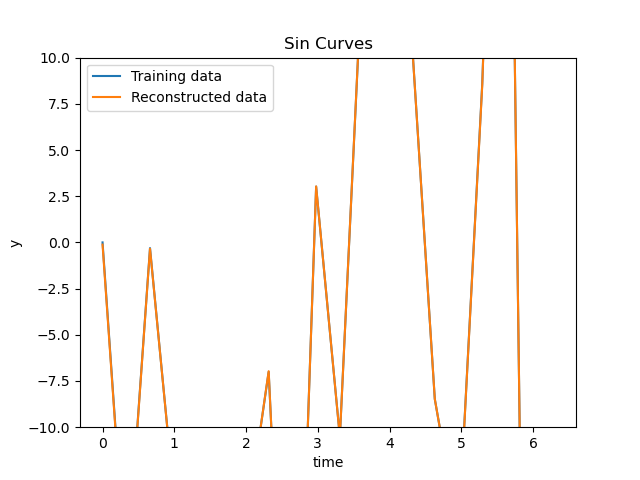 Sin Curves
Training data
Reconstructed data
10.0
7.5
5.0
2.5
0.0
−2.5
−5.0
−7.5
−10.0
y
0 1 2 3 4 5 6
time